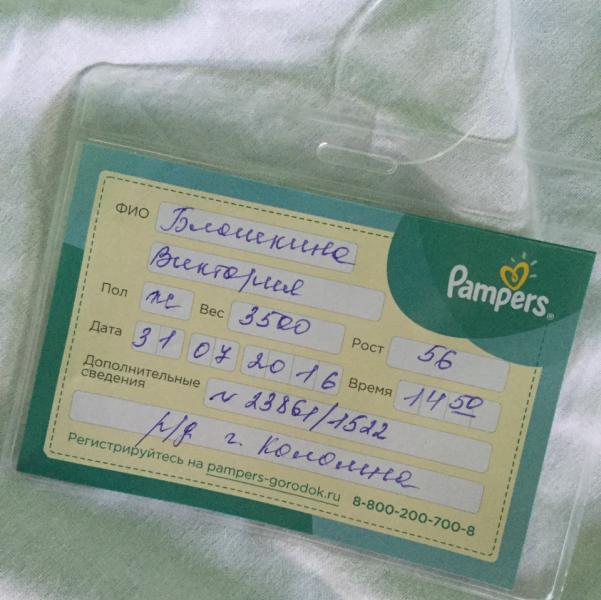 ФИО Блошкина
Виктория
Pampers
Пол ж Вес 3500 Рост 56
Дата 31 07 2016 Время 14 50
Дополнительные сведения N 23861/1522
р/д г. Коломна
Регистрируйтесь на pampers-gorodok.ru 8-800-200-700-8